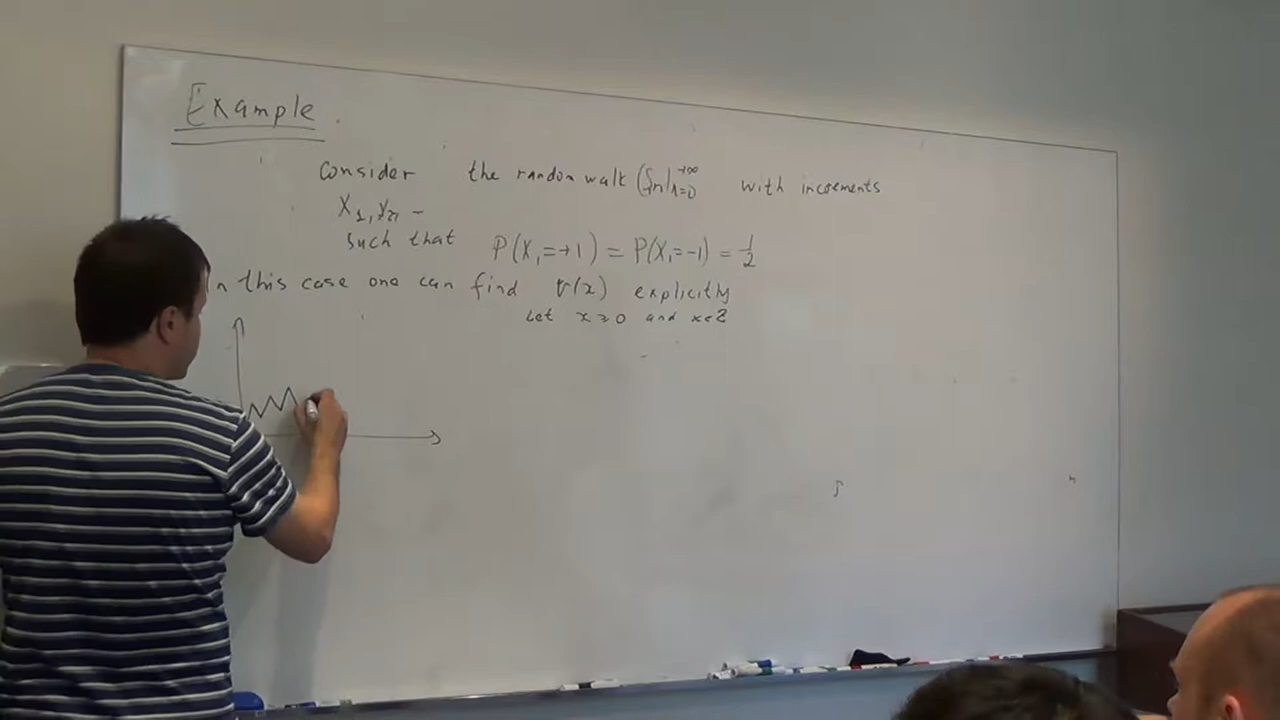 Example
Consider the random walk (Sn)_{n=0}^{+∞} with increments
X₁, X₂, –
such that P(X₁=+1) = P(X₁=-1) = 1/2
n this case one can find V(x) explicitly
Let x ≥ 0 and x∈Z